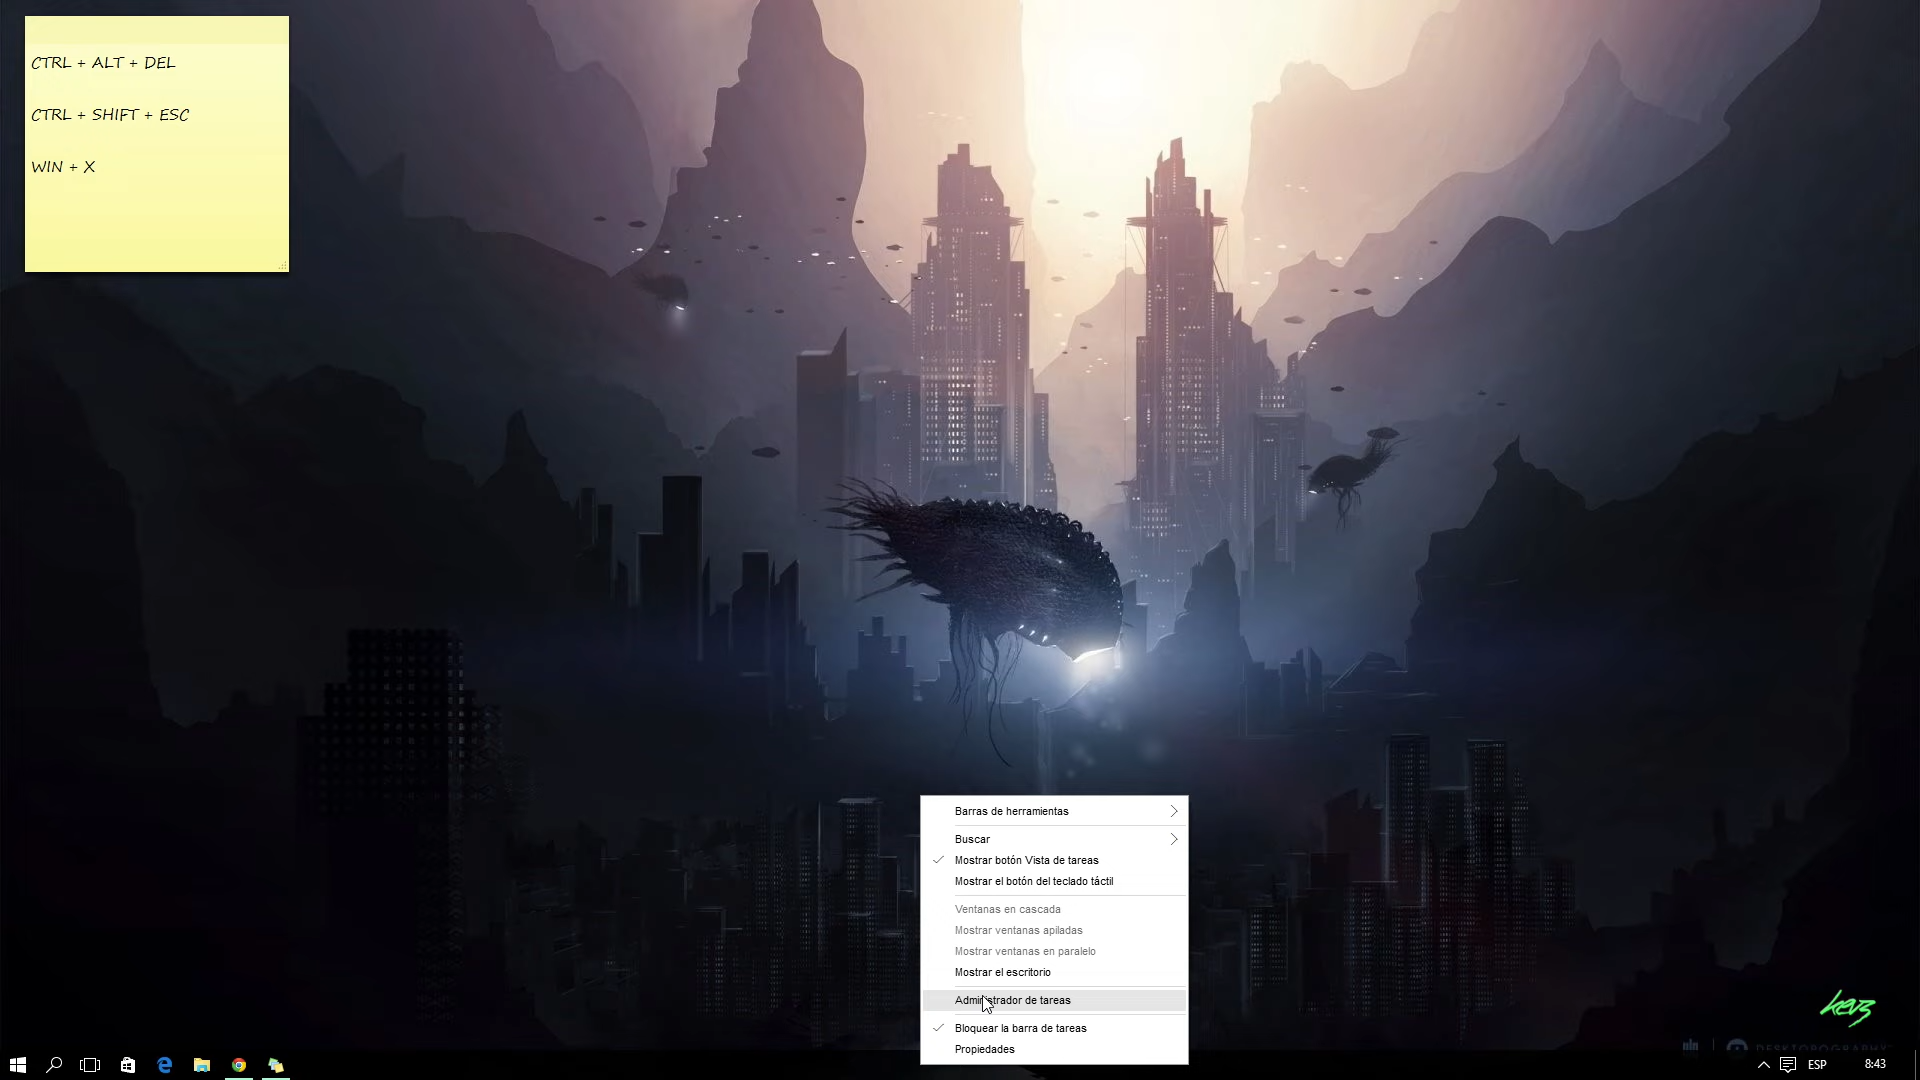 CTRL + ALT + DEL
CTRL + SHIFT + ESC
WIN + X
Barras de herramientas
Buscar
Mostrar botón Vista de tareas
Mostrar el botón del teclado táctil
Ventanas en cascada
Mostrar ventanas apiladas
Mostrar ventanas en paralelo
Mostrar el escritorio
Administrador de tareas
Bloquear la barra de tareas
Propiedades
DESKTOPOGRAPHY
ESP
8:43